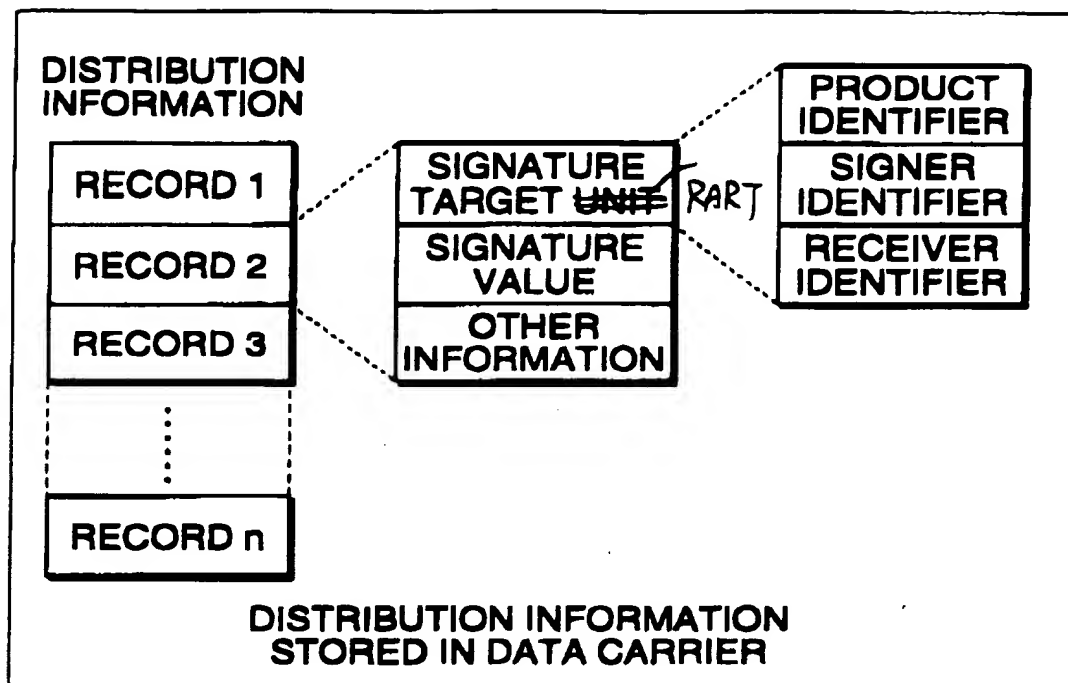 DISTRIBUTION
INFORMATION
RECORD 1
RECORD 2
RECORD 3
RECORD n
SIGNATURE
TARGET UNIT RART
SIGNATURE
VALUE
OTHER
INFORMATION
PRODUCT
IDENTIFIER
SIGNER
IDENTIFIER
RECEIVER
IDENTIFIER
DISTRIBUTION INFORMATION
STORED IN DATA CARRIER